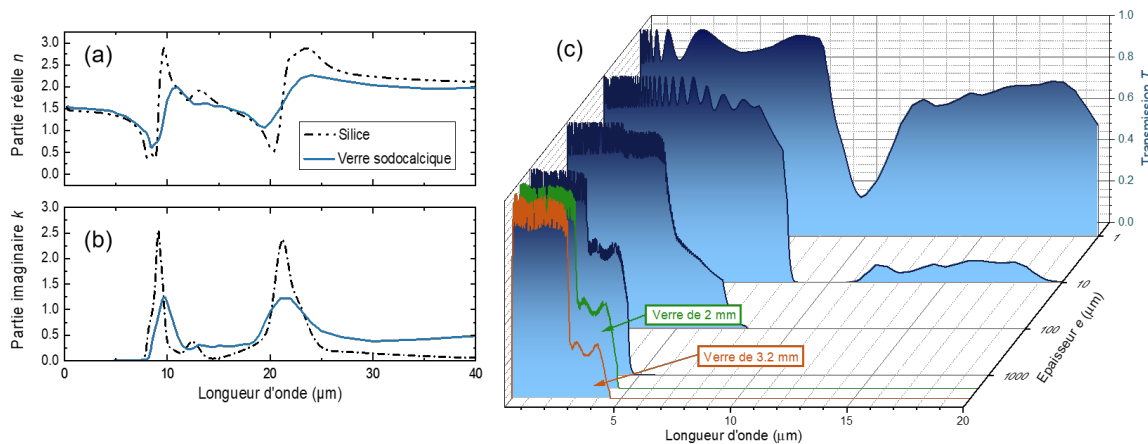 (a)
Partie réelle n
3.0
2.5
2.0
1.5
1.0
0.5
0.0
Silice
Verre sodocalcique
(b)
Partie imaginaire k
3.0
2.5
2.0
1.5
1.0
0.5
0.0
0 10 20 30 40
Longueur d'onde (µm)
(c)
1.0
0.8
0.6
0.4
0.2
0.0
Transmission T
1
10
100
1000
Epaisseur e (µm)
Verre de 2 mm
Verre de 3.2 mm
5 10 15 20
Longueur d'onde (µm)